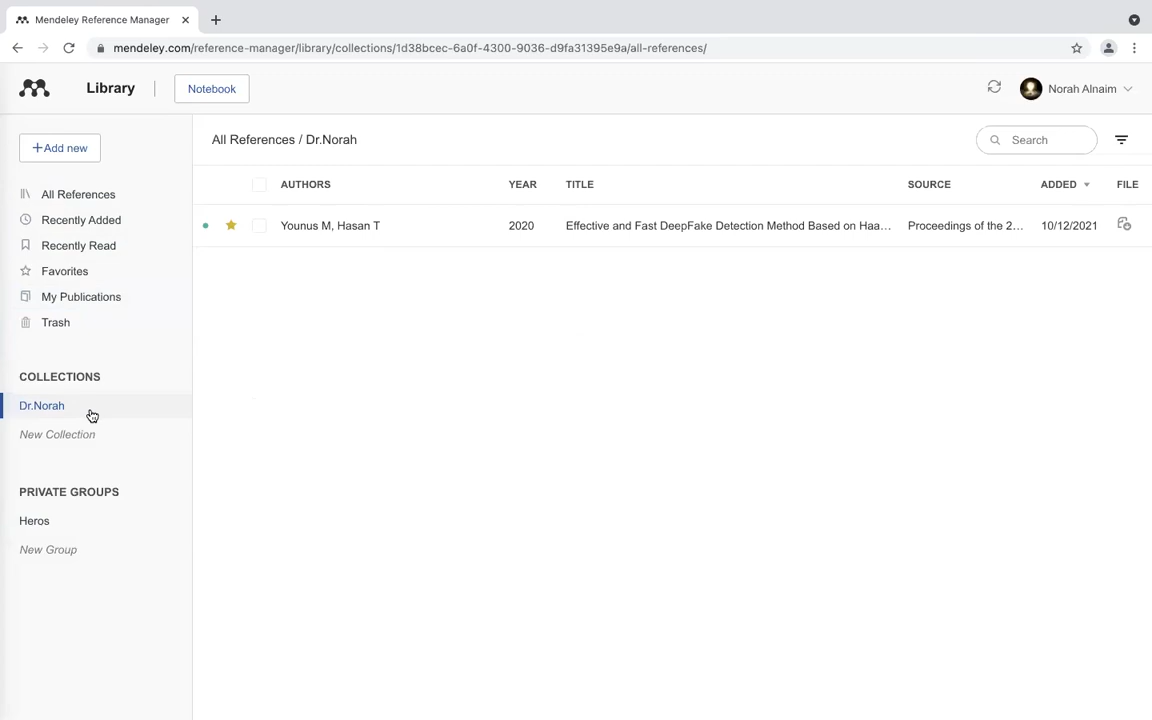 Mendeley Reference Manager
mendeley.com/reference-manager/library/collections/1d38bcec-6a0f-4300-9036-d9fa31395e9a/all-references/
Library Notebook Norah Alnaim
+Add new
All References
Recently Added
Recently Read
Favorites
My Publications
Trash
COLLECTIONS
Dr.Norah
New Collection
PRIVATE GROUPS
Heros
New Group
All References / Dr.Norah Search
AUTHORS YEAR TITLE SOURCE ADDED FILE
Younus M, Hasan T 2020 Effective and Fast DeepFake Detection Method Based on Haa... Proceedings of the 2... 10/12/2021